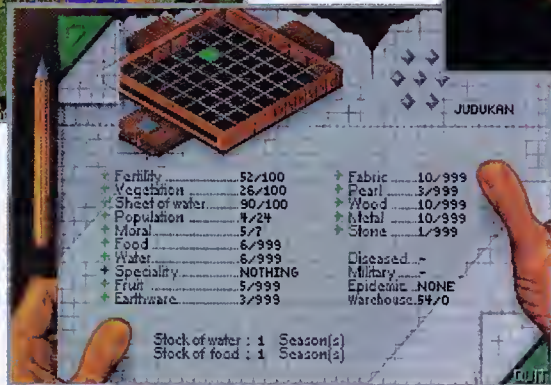 JUDUKAN
Fertility 52/100
Vegetation 26/100
Sheet of water 90/100
Population 4/24
Moral 5/?
Food 6/999
Water 6/999
Speciality NOTHING
Fruit 5/999
Earthware 3/999
Fabric 10/999
Pearl 3/999
Wood 10/999
Metal 10/999
Stone 1/999
Diseased -
Military -
Epidemic NONE
Warehouse 54/0
Stock of water : 1 Season(s)
Stock of food : 1 Season(s)
QUIT